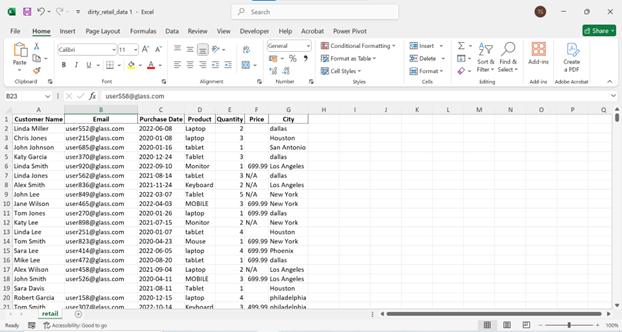 dirty_retail_data 1 - Excel
Search
TS
File Home Insert Page Layout Formulas Data Review View Developer Help Acrobat Power Pivot
Share
Paste
Calibri 11
B I U
General
Conditional Formatting
Format as Table
Cell Styles
Insert
Delete
Format
Sort & Filter
Find & Select
Add-ins
Create a PDF
Clipboard Font Alignment Number Styles Cells Editing Add-ins Adobe Acrobat
B23 fx user558@glass.com
A B C D E F G H I J K L M N O P Q
1 Customer Name Email Purchase Date Product Quantity Price City
2 Linda Miller user552@glass.com 2022-06-08 Laptop 2 dallas
3 Chris Jones user215@glass.com 2020-01-08 laptop 3 Houston
4 John Johnson user685@glass.com 2020-01-16 tabLet 1 San Antonio
5 Katy Garcia user370@glass.com 2020-12-24 Tablet 3 dallas
6 Linda Smith user920@glass.com 2022-09-10 Monitor 1 699.99 Los Angeles
7 Linda Jones user562@glass.com 2021-08-14 tabLet 3 N/A dallas
8 Alex Smith user836@glass.com 2021-11-24 Keyboard 2 N/A Los Angeles
9 John Lee user849@glass.com 2022-03-07 Tablet 5 N/A New York
10 Jane Wilson user465@glass.com 2022-04-03 MOBILE 3 699.99 New York
11 Tom Jones user270@glass.com 2020-01-26 laptop 1 699.99 dallas
12 Katy Lee user898@glass.com 2021-07-15 Monitor 2 N/A New York
13 Linda Lee user251@glass.com 2020-01-07 tabLet 4 Houston
14 Tom Smith user823@glass.com 2020-04-23 Mouse 1 699.99 New York
15 Sara Lee user414@glass.com 2022-06-05 laptop 4 699.99 Phoenix
16 Mike Lee user472@glass.com 2020-08-20 tabLet 1 699.99 dallas
17 Alex Wilson user458@glass.com 2021-09-04 Laptop 2 N/A Los Angeles
18 John Smith user526@glass.com 2020-04-11 MOBILE 3 699.99 Los Angeles
19 Sara Davis 2021-08-11 Tablet 1 Houston
20 Robert Garcia user158@glass.com 2020-12-15 laptop 4 philadelphia
21 Tom Smith user307@glass.com 2022-10-14 Keyboard 3 499.99 philadelphia
retail
Ready Accessibility: Good to go 100%